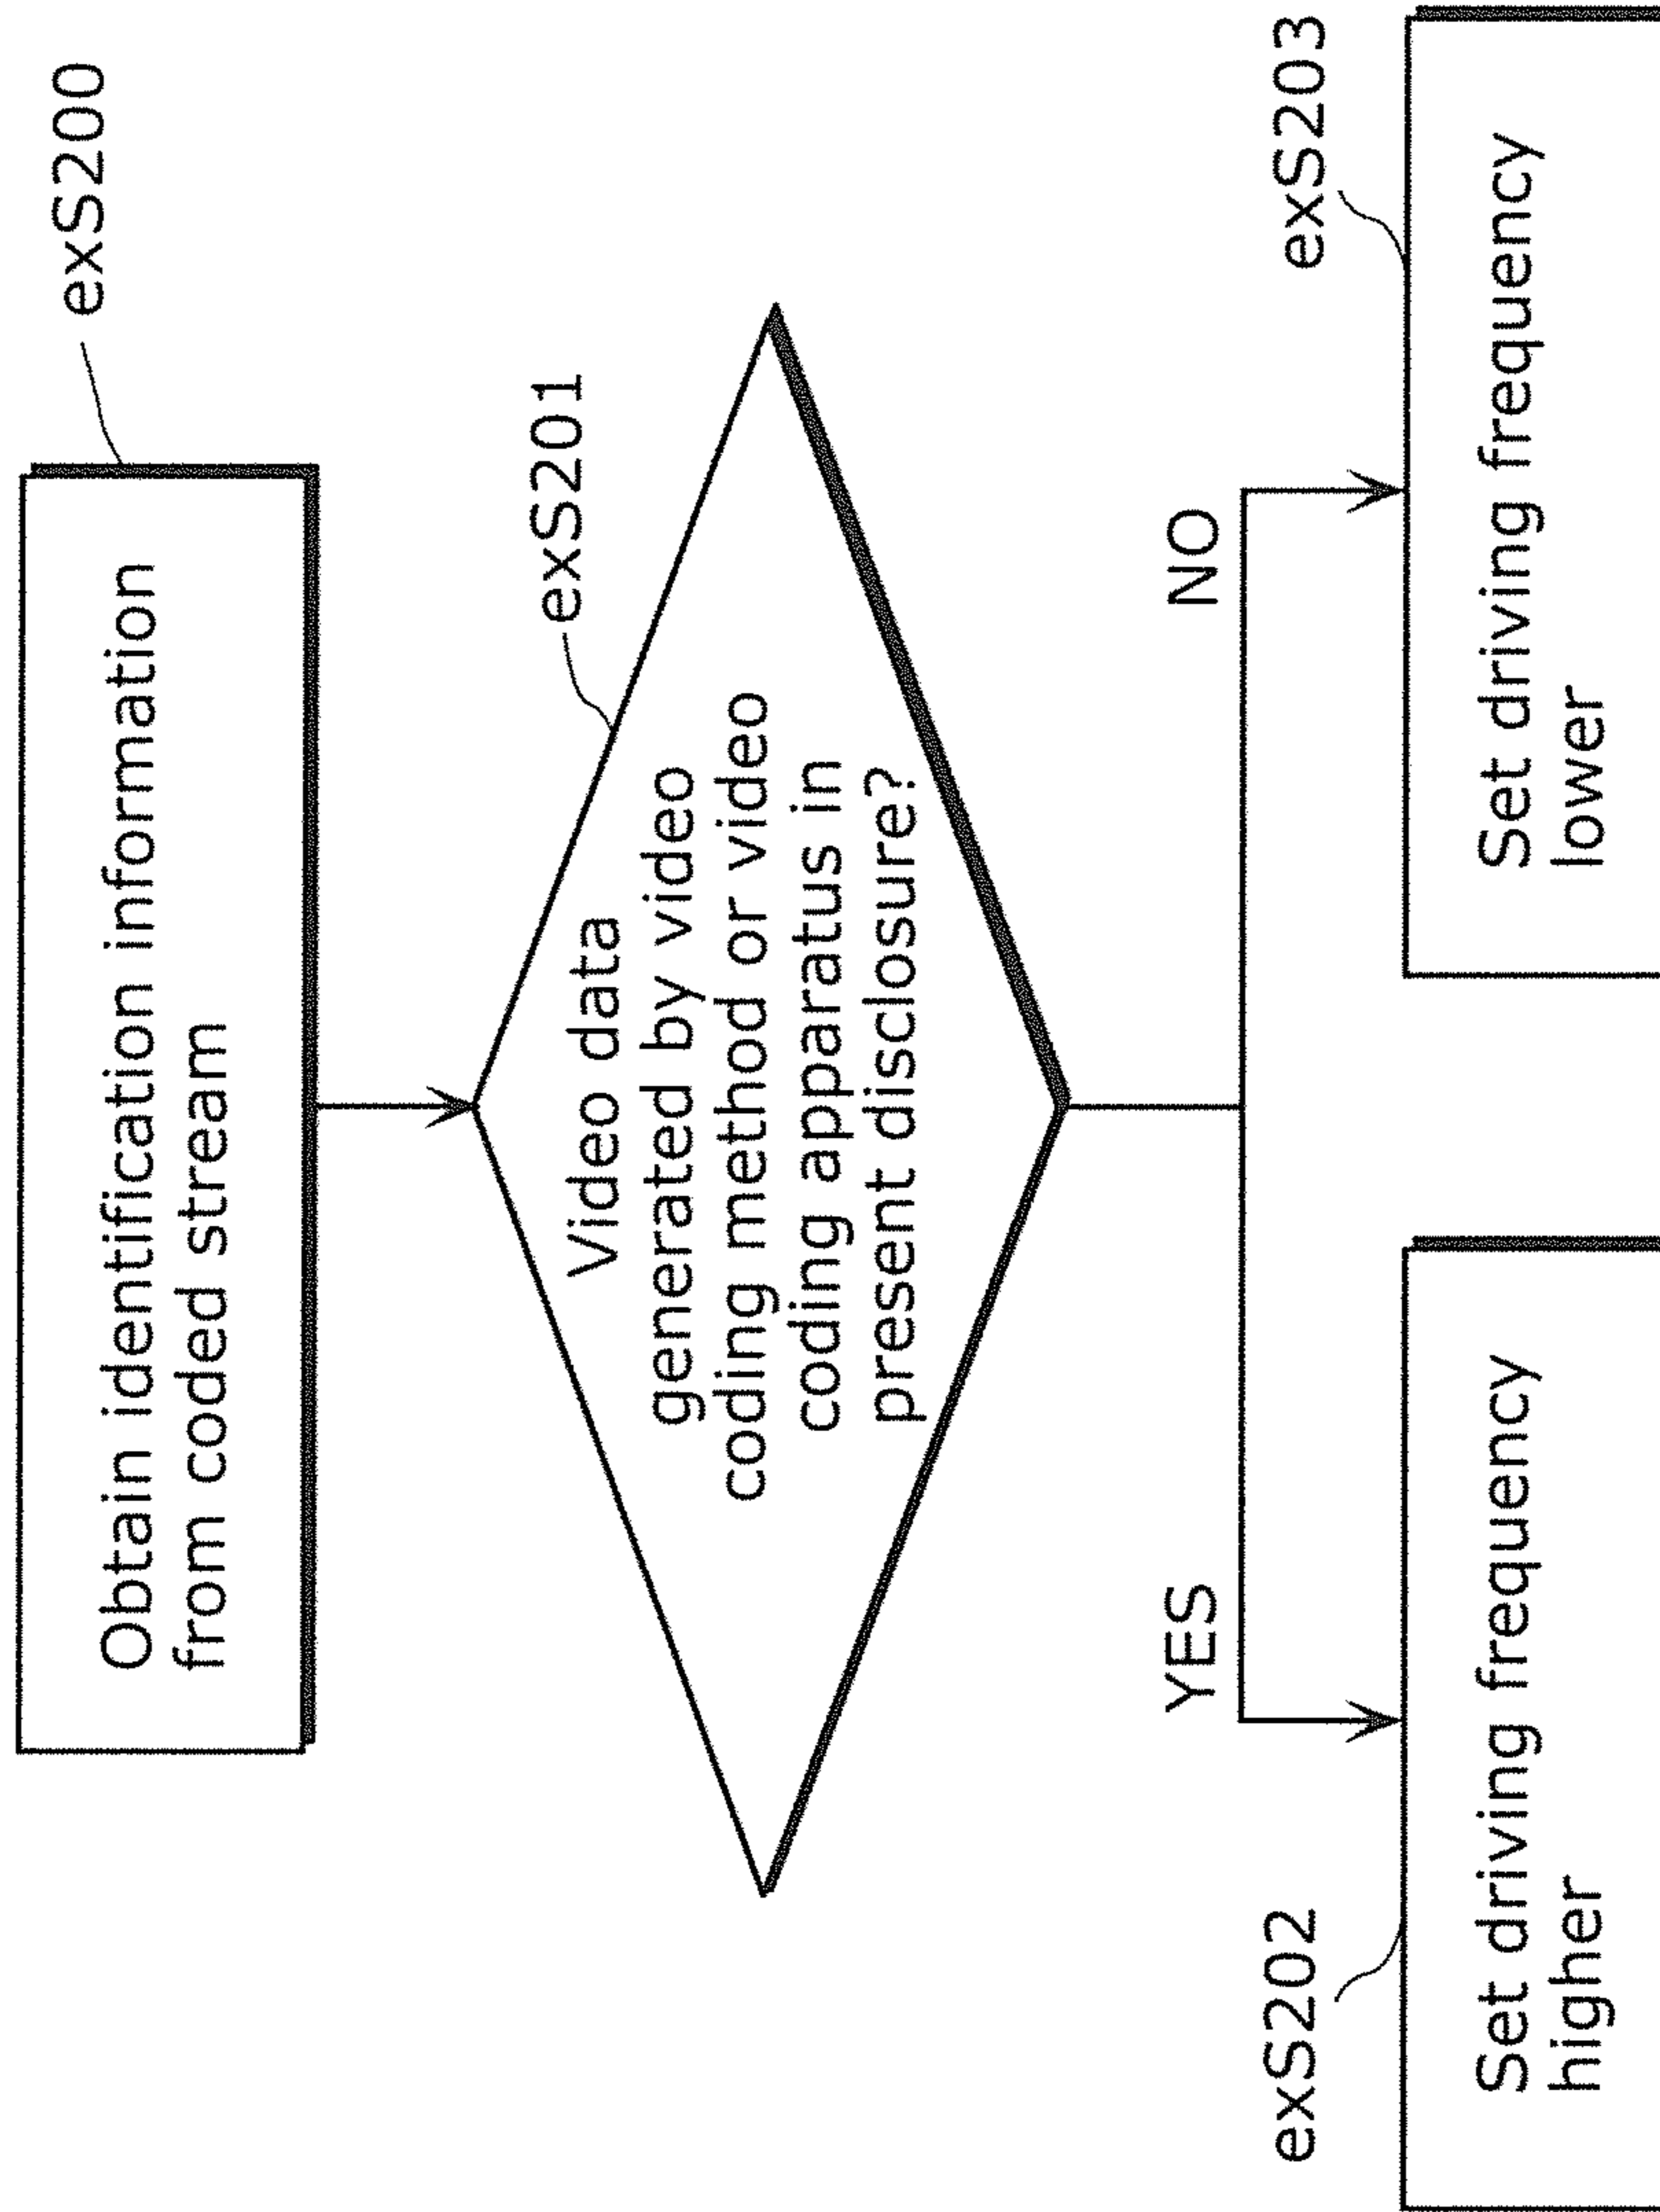 exS200
Obtain identification information
from coded stream
exS201
Video data
generated by video
coding method or video
coding apparatus in
present disclosure?
YES
NO
exS202
Set driving frequency
higher
exS203
Set driving frequency
lower